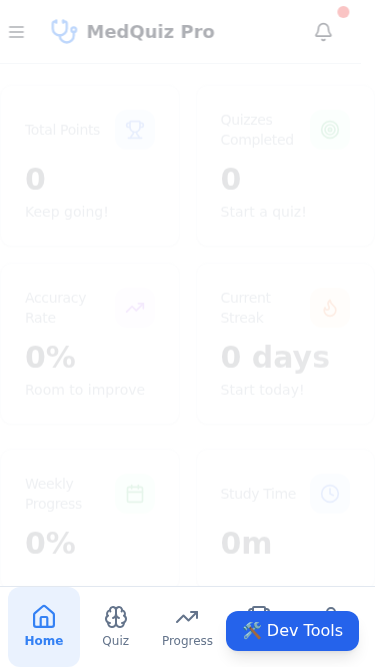 MedQuiz Pro
Total Points
0
Keep going!
Quizzes
Completed
0
Start a quiz!
Accuracy
Rate
0%
Room to improve
Current
Streak
0 days
Start today!
Weekly
Progress
0%
Study Time
0m
Home
Quiz
Progress
🛠️ Dev Tools